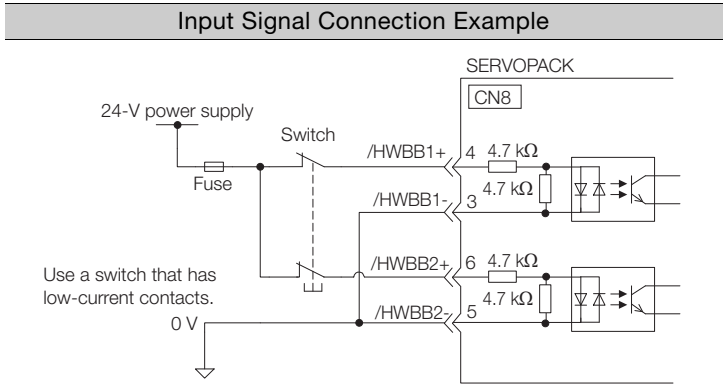 Input Signal Connection Example
SERVOPACK
CN8
24-V power supply
Switch
Fuse
/HWBB1+
4
4.7 kΩ
4.7 kΩ
/HWBB1-
3
/HWBB2+
6
4.7 kΩ
4.7 kΩ
/HWBB2-
5
Use a switch that has
low-current contacts.
0 V